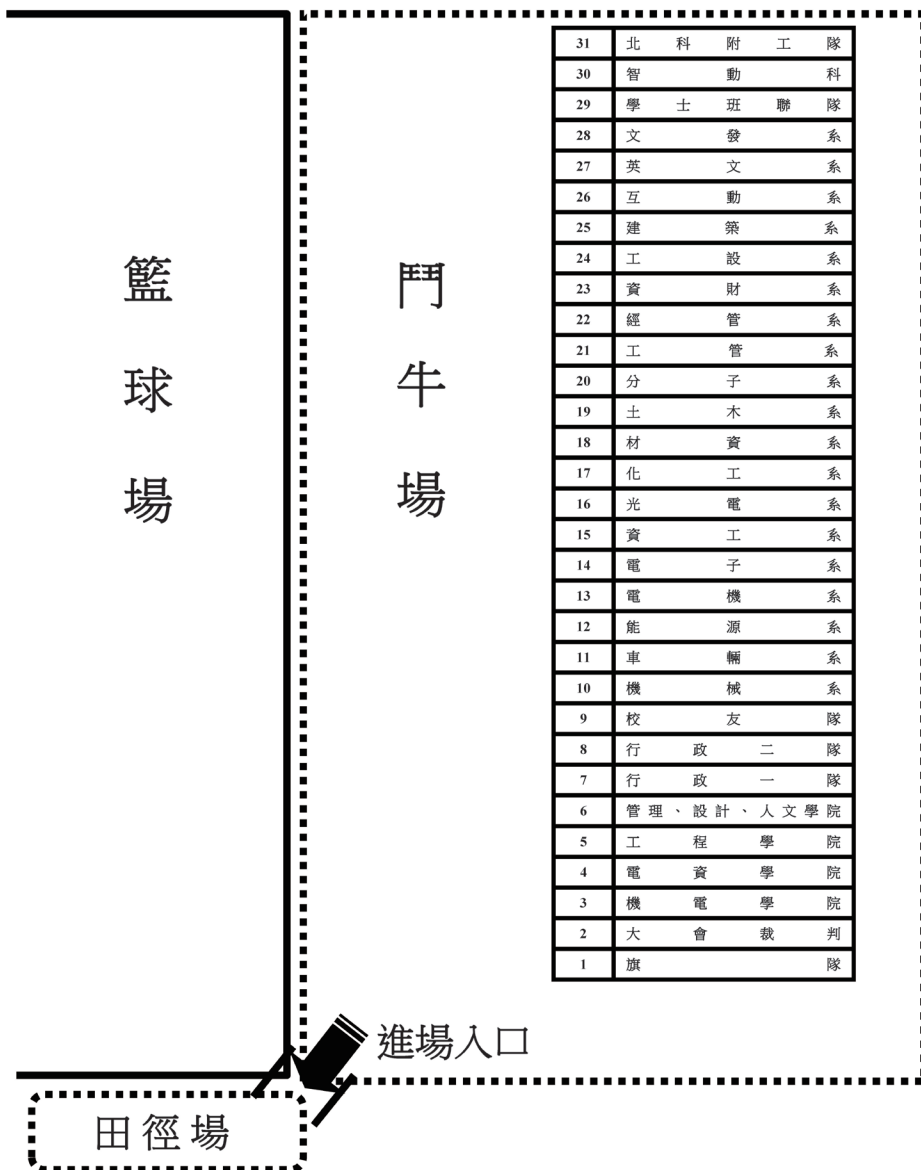 籃球場
鬥牛場
31 北科附工隊
30 智動科
29 學士班聯隊
28 文發系
27 英文系
26 互動系
25 建築系
24 工設系
23 資財系
22 經管系
21 工管系
20 分子系
19 土木系
18 材資系
17 化工系
16 光電系
15 資工系
14 電子系
13 電機系
12 能源系
11 車輛系
10 機械系
9 校友隊
8 行政二隊
7 行政一隊
6 管理、設計、人文學院
5 工程學院
4 電資學院
3 機電學院
2 大會裁判
1 旗隊
進場入口
田徑場